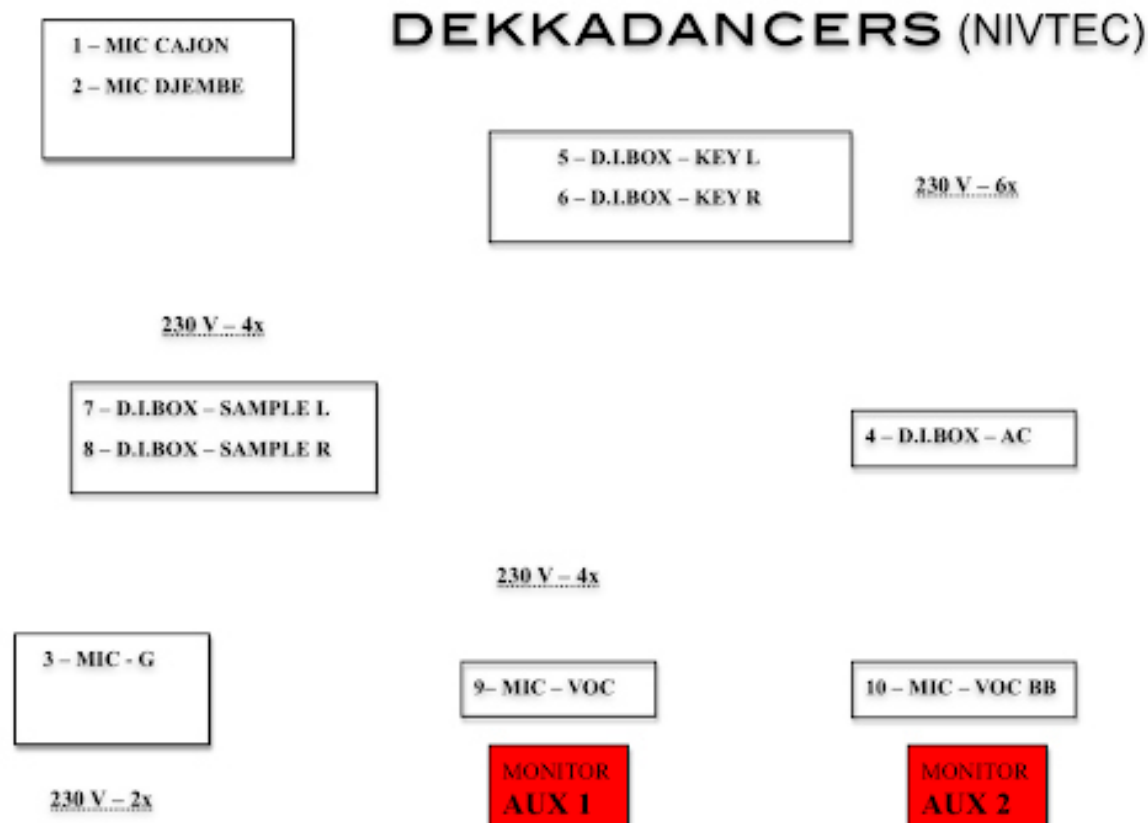 DEKKADANCERS (NIVTEC)
1 – MIC CAJON
2 – MIC DJEMBE
5 – D.I.BOX – KEY L
6 – D.I.BOX – KEY R
230 V – 6x
230 V – 4x
7 – D.I.BOX – SAMPLE L
8 – D.I.BOX – SAMPLE R
4 – D.I.BOX – AC
230 V – 4x
3 – MIC - G
9– MIC – VOC
10 – MIC – VOC BB
MONITOR
AUX 1
MONITOR
AUX 2
230 V – 2x